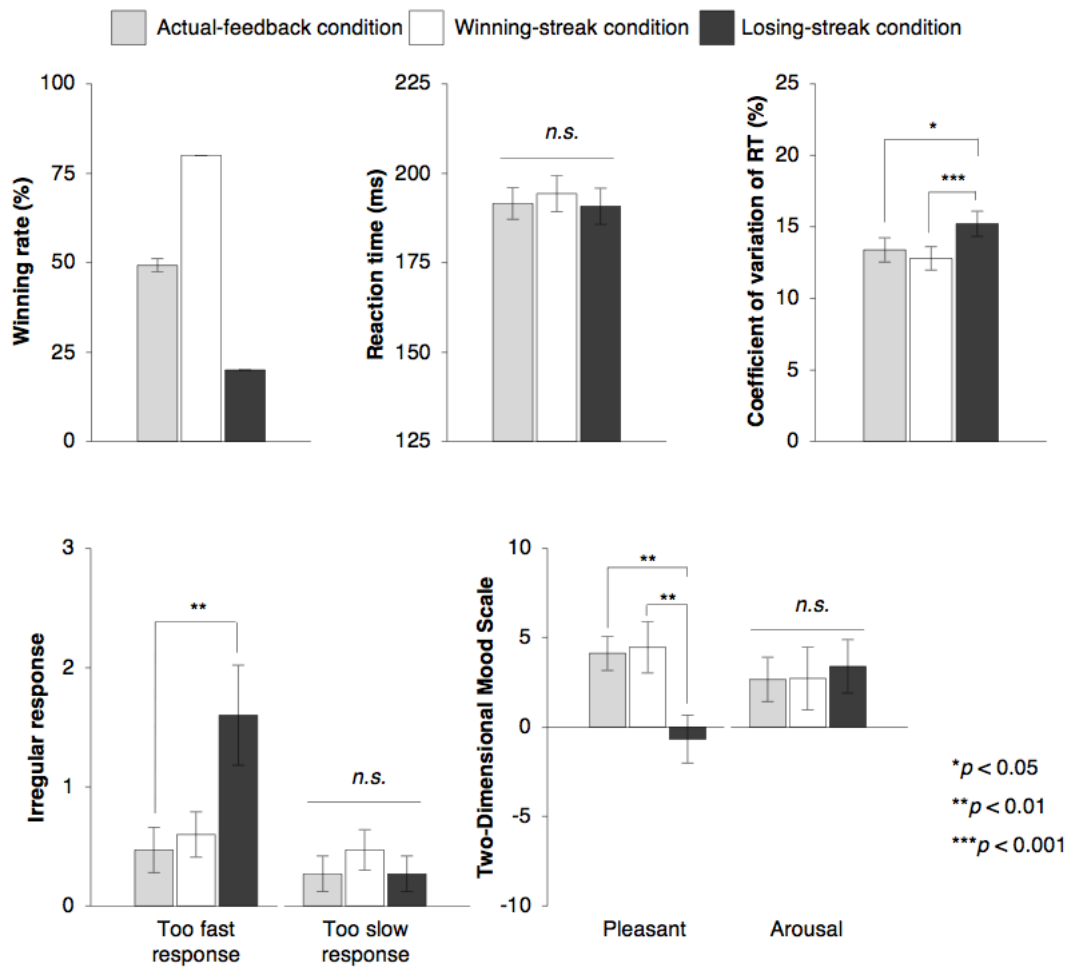 Actual-feedback condition Winning-streak condition Losing-streak condition
Winning rate (%)
100
75
50
25
0
Reaction time (ms)
225
200
175
150
125
n.s.
Coefficient of variation of RT (%)
25
20
15
10
5
0
*
***
Irregular response
3
2
1
0
**
n.s.
Too fast
response
Too slow
response
Two-Dimensional Mood Scale
10
5
0
-5
-10
**
**
n.s.
Pleasant
Arousal
*p < 0.05
**p < 0.01
***p < 0.001